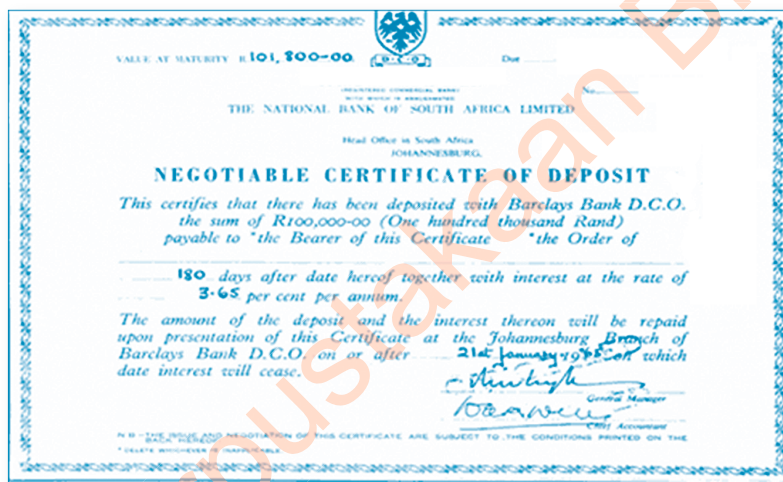 VALUE AT MATURITY R.101,800-00
D·C·O
Due
(REGISTERED COMMERCIAL BANK)
No.
WITH WHICH IS AMALGAMATED
THE NATIONAL BANK OF SOUTH AFRICA LIMITED
Head Office in South Africa
JOHANNESBURG,
NEGOTIABLE CERTIFICATE OF DEPOSIT
This certifies that there has been deposited with Barclays Bank D.C.O.
the sum of R100,000-00 (One hundred thousand Rand)
payable to *the Bearer of this Certificate *the Order of
180 days after date hereof together with interest at the rate of
3·65 per cent per annum.
The amount of the deposit and the interest thereon will be repaid
upon presentation of this Certificate at the Johannesburg Branch of
Barclays Bank D.C.O. on or after 21st January which
date interest will cease.
General Manager
Chief Accountant
N.B—THE ISSUE AND NEGOTIATION OF THIS CERTIFICATE ARE SUBJECT TO THE CONDITIONS PRINTED ON THE
BACK HEREOF
* DELETE WHICHEVER IS INAPPLICABLE
pustakaan B